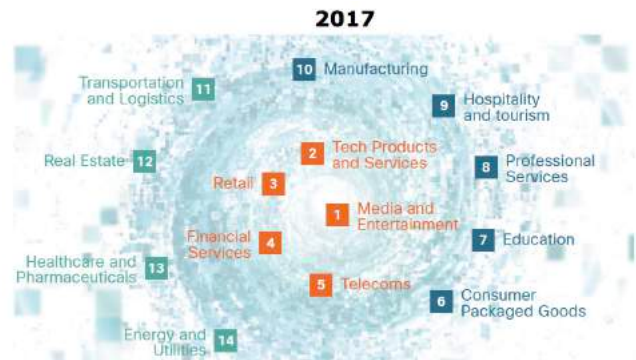 2017
10 Manufacturing
11 Transportation
and Logistics
9 Hospitality
and tourism
2 Tech Products
and Services
12 Real Estate
8 Professional
Services
3 Retail
1 Media and
Entertainment
4 Financial
Services
7 Education
13 Healthcare and
Pharmaceuticals
5 Telecoms
6 Consumer
Packaged Goods
14 Energy and
Utilities